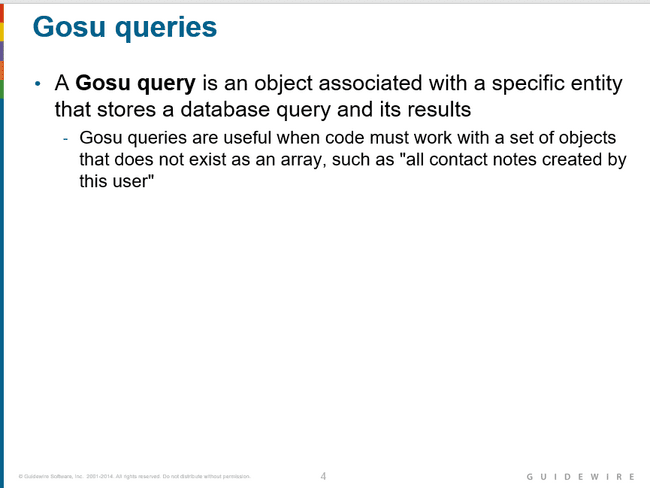 Gosu queries
• A Gosu query is an object associated with a specific entity
that stores a database query and its results
- Gosu queries are useful when code must work with a set of objects
that does not exist as an array, such as "all contact notes created by
this user"
© Guidewire Software, Inc. 2001-2014. All rights reserved. Do not distribute without permission.
4
GUIDEWIRE